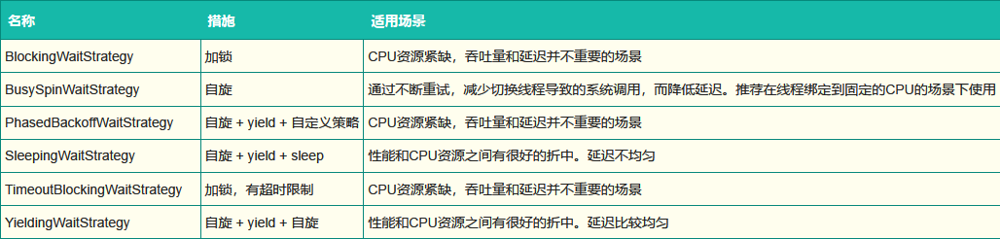 名称 措施 适用场景
BlockingWaitStrategy 加锁 CPU资源紧缺，吞吐量和延迟并不重要的场景
BusySpinWaitStrategy 自旋 通过不断重试，减少切换线程导致的系统调用，而降低延迟。推荐在线程绑定到固定的CPU的场景下使用
PhasedBackoffWaitStrategy 自旋 + yield + 自定义策略 CPU资源紧缺，吞吐量和延迟并不重要的场景
SleepingWaitStrategy 自旋 + yield + sleep 性能和CPU资源之间有很好的折中。延迟不均匀
TimeoutBlockingWaitStrategy 加锁，有超时限制 CPU资源紧缺，吞吐量和延迟并不重要的场景
YieldingWaitStrategy 自旋 + yield + 自旋 性能和CPU资源之间有很好的折中。延迟比较均匀